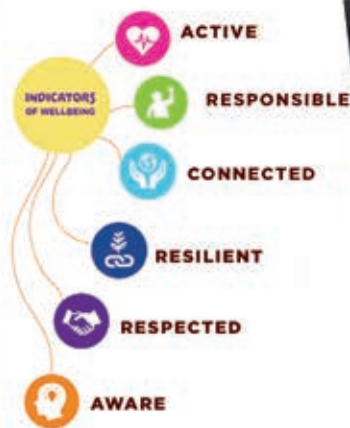 INDICATORS
OF WELLBEING
ACTIVE
RESPONSIBLE
CONNECTED
RESILIENT
RESPECTED
AWARE